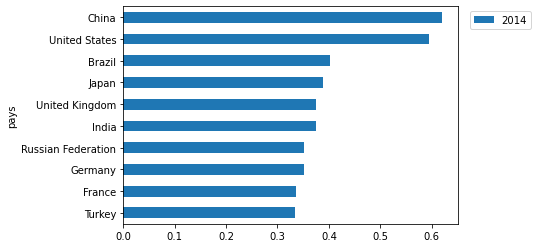 China
United States
Brazil
Japan
United Kingdom
India
Russian Federation
Germany
France
Turkey
pays
0.0 0.1 0.2 0.3 0.4 0.5 0.6
2014